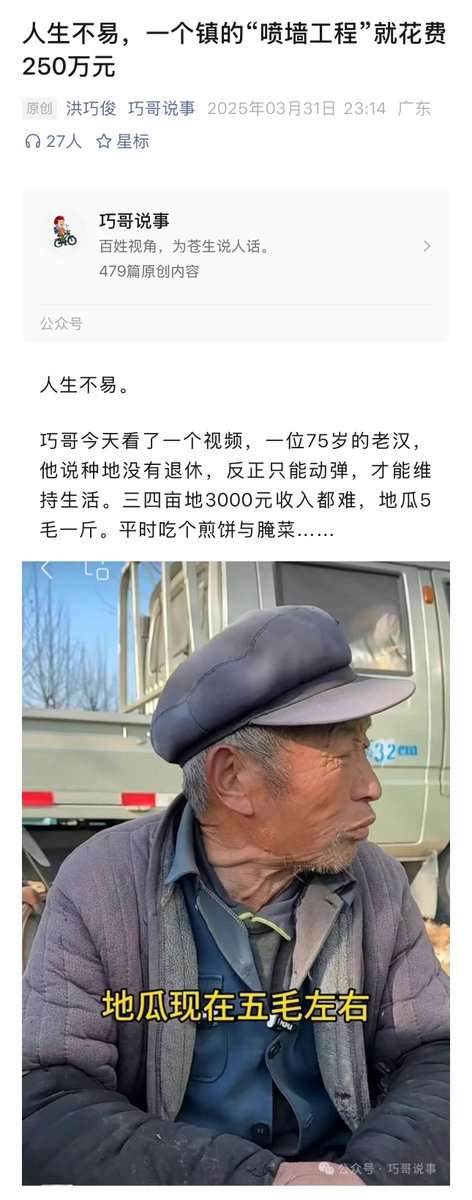 人生不易，一个镇的“喷墙工程”就花费
250万元
原创 洪巧俊 巧哥说事 2025年03月31日 23:14 广东
27人 星标
巧哥说事
百姓视角，为苍生说人话。
479篇原创内容
公众号
人生不易。
巧哥今天看了一个视频，一位75岁的老汉，
他说种地没有退休，反正只能动弹，才能维
持生活。三四亩地3000元收入都难，地瓜5
毛一斤。平时吃个煎饼与腌菜……
32cm
地瓜现在五毛左右
公众号·巧哥说事